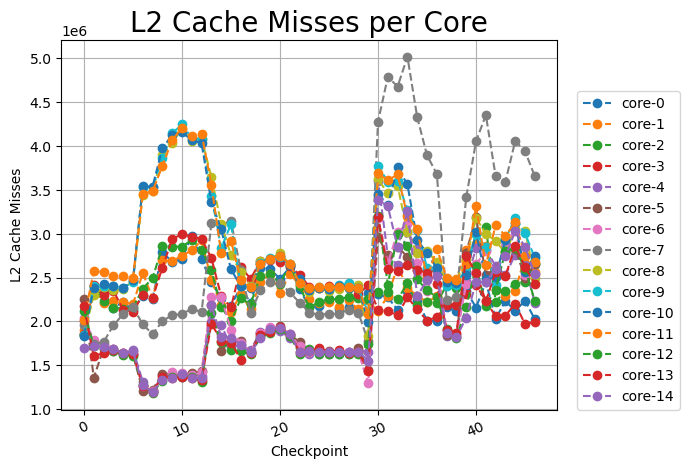 L2 Cache Misses per Core
1e6
5.0
4.5
4.0
3.5
3.0
2.5
2.0
1.5
1.0
L2 Cache Misses
0
10
20
30
40
Checkpoint
core-0
core-1
core-2
core-3
core-4
core-5
core-6
core-7
core-8
core-9
core-10
core-11
core-12
core-13
core-14